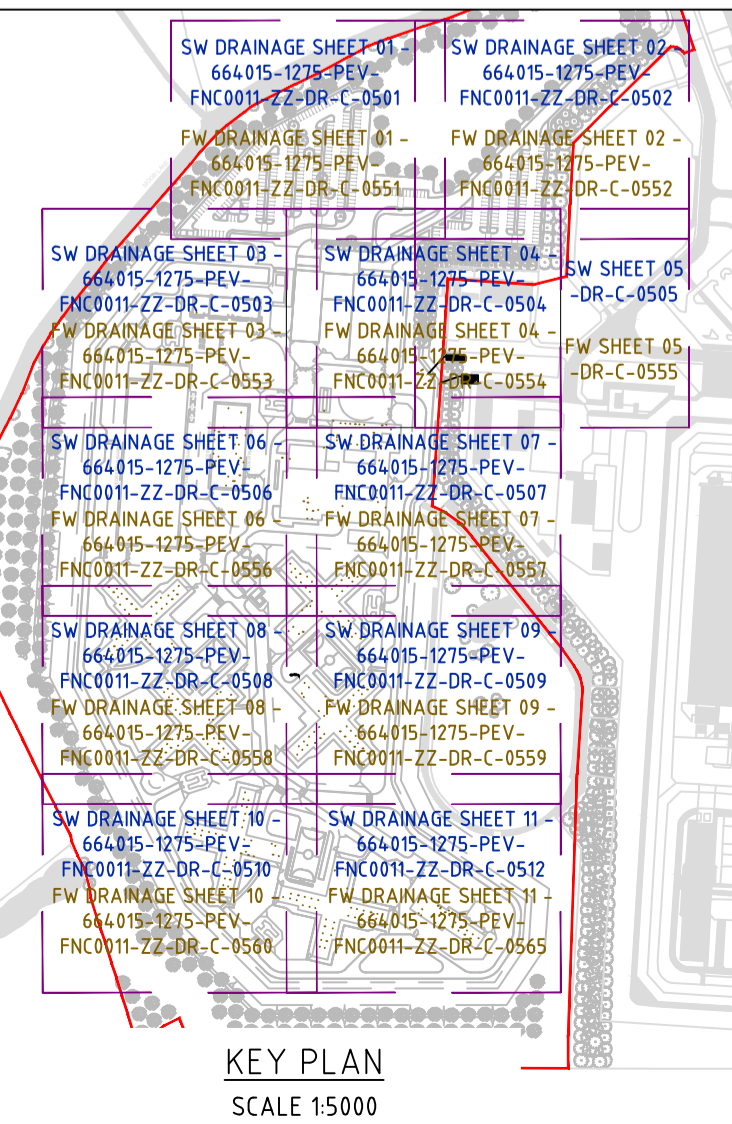 SW DRAINAGE SHEET 01 -
664015-1275-PEV-
FNC0011-ZZ-DR-C-0501
FW DRAINAGE SHEET 01 -
664015-1275-PEV-
FNC0011-ZZ-DR-C-0551
SW DRAINAGE SHEET 02 -
664015-1275-PEV-
FNC0011-ZZ-DR-C-0502
FW DRAINAGE SHEET 02 -
664015-1275-PEV-
FNC0011-ZZ-DR-C-0552
SW DRAINAGE SHEET 03 -
664015-1275-PEV-
FNC0011-ZZ-DR-C-0503
FW DRAINAGE SHEET 03 -
664015-1275-PEV-
FNC0011-ZZ-DR-C-0553
SW DRAINAGE SHEET 04 -
664015-1275-PEV-
FNC0011-ZZ-DR-C-0504
FW DRAINAGE SHEET 04 -
664015-1275-PEV-
FNC0011-ZZ-DR-C-0554
SW SHEET 05
-DR-C-0505
FW SHEET 05
-DR-C-0555
SW DRAINAGE SHEET 06 -
664015-1275-PEV-
FNC0011-ZZ-DR-C-0506
FW DRAINAGE SHEET 06 -
664015-1275-PEV-
FNC0011-ZZ-DR-C-0556
SW DRAINAGE SHEET 07 -
664015-1275-PEV-
FNC0011-ZZ-DR-C-0507
FW DRAINAGE SHEET 07 -
664015-1275-PEV-
FNC0011-ZZ-DR-C-0557
SW DRAINAGE SHEET 08 -
664015-1275-PEV-
FNC0011-ZZ-DR-C-0508
FW DRAINAGE SHEET 08 -
664015-1275-PEV-
FNC0011-ZZ-DR-C-0558
SW DRAINAGE SHEET 09 -
664015-1275-PEV-
FNC0011-ZZ-DR-C-0509
FW DRAINAGE SHEET 09 -
664015-1275-PEV-
FNC0011-ZZ-DR-C-0559
SW DRAINAGE SHEET 10 -
664015-1275-PEV-
FNC0011-ZZ-DR-C-0510
FW DRAINAGE SHEET 10 -
664015-1275-PEV-
FNC0011-ZZ-DR-C-0560
SW DRAINAGE SHEET 11 -
664015-1275-PEV-
FNC0011-ZZ-DR-C-0512
FW DRAINAGE SHEET 11 -
664015-1275-PEV-
FNC0011-ZZ-DR-C-0565
KEY PLAN
SCALE 1:5000